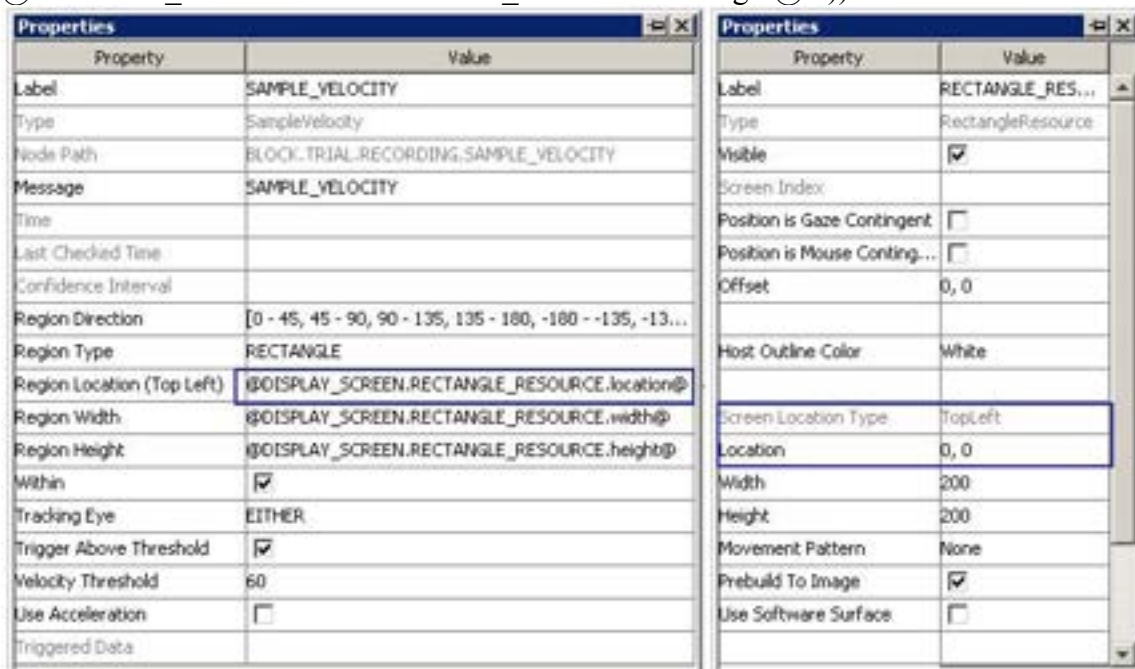 Properties
Property Value
Label SAMPLE_VELOCITY
Type SampleVelocity
Node Path BLOCK.TRIAL.RECORDING.SAMPLE_VELOCITY
Message SAMPLE_VELOCITY
Time
Last Checked Time
Confidence Interval
Region Direction [0 - 45, 45 - 90, 90 - 135, 135 - 180, -180 - -135, -13...
Region Type RECTANGLE
Region Location (Top Left) @DISPLAY_SCREEN.RECTANGLE_RESOURCE.location@
Region Width @DISPLAY_SCREEN.RECTANGLE_RESOURCE.width@
Region Height @DISPLAY_SCREEN.RECTANGLE_RESOURCE.height@
Within
Tracking Eye EITHER
Trigger Above Threshold
Velocity Threshold 60
Use Acceleration
Triggered Data
Properties
Property Value
Label RECTANGLE_RES...
Type RectangleResource
Visible
Screen Index
Position is Gaze Contingent
Position is Mouse Conting...
Offset 0, 0
Host Outline Color White
Screen Location Type TopLeft
Location 0, 0
Width 200
Height 200
Movement Pattern None
Prebuild To Image
Use Software Surface